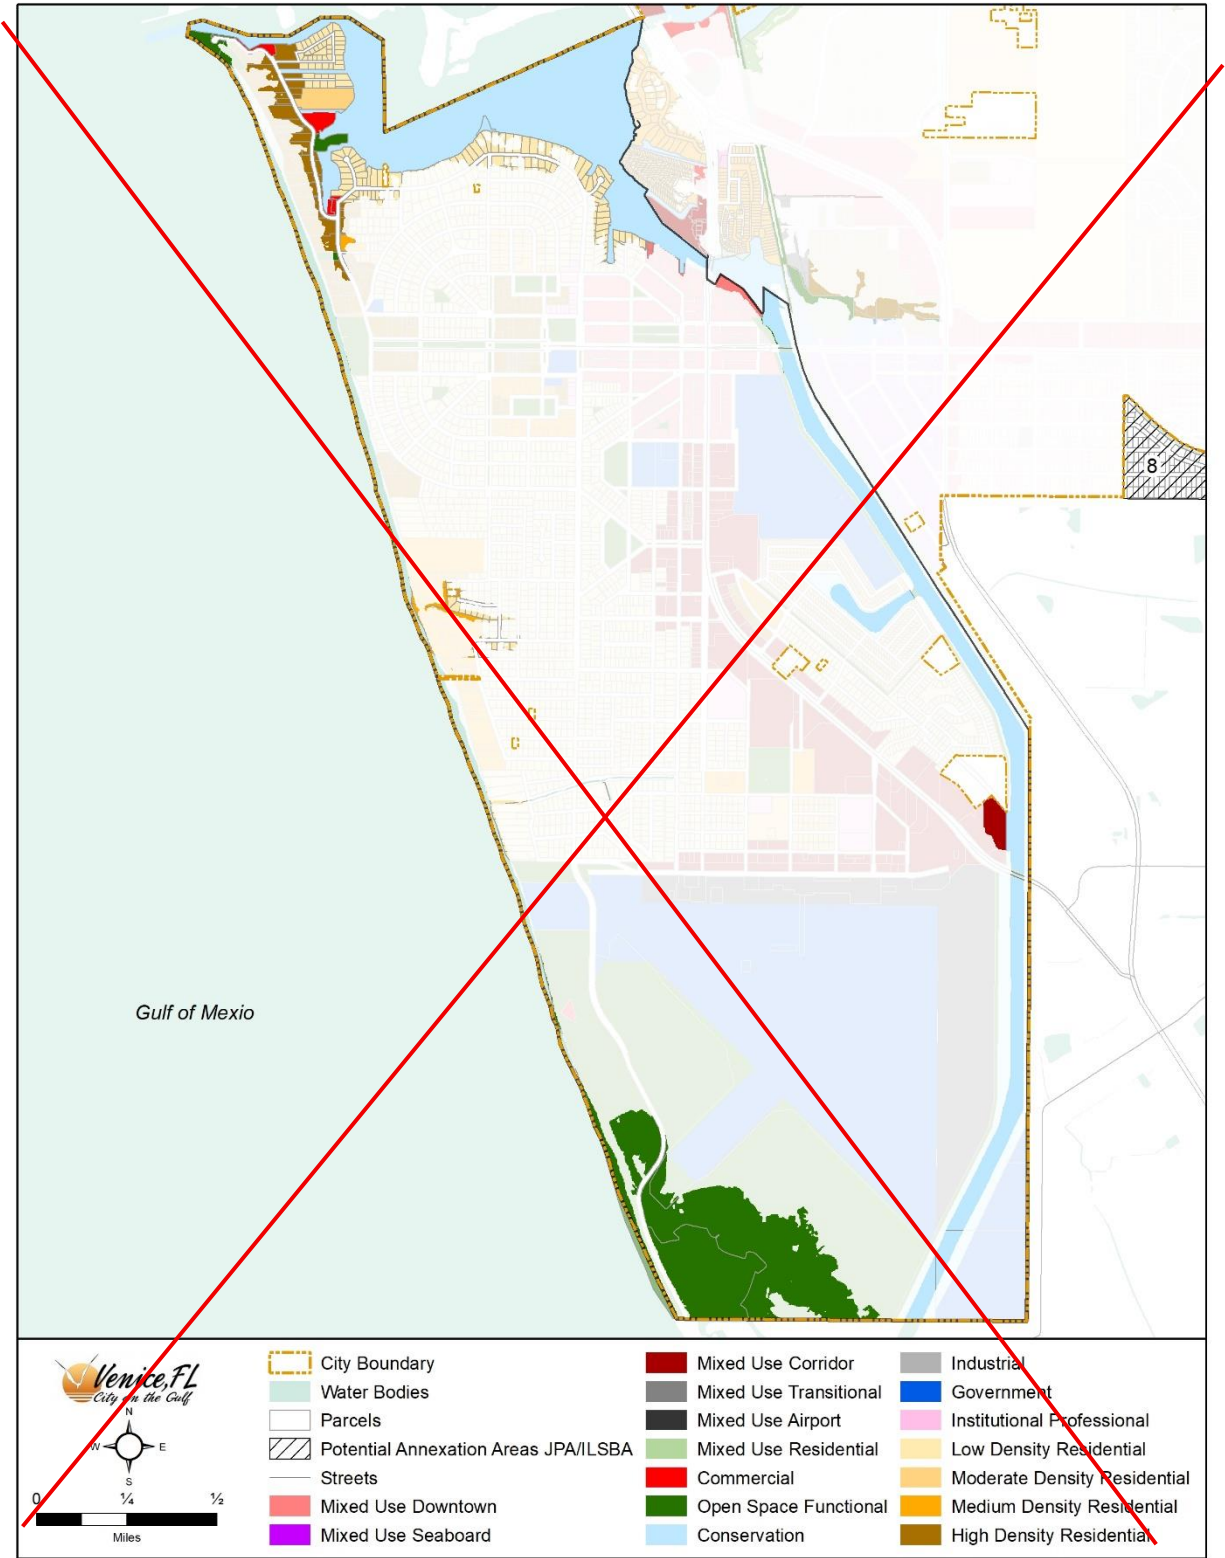 8
Gulf of Mexio
Venice, FL
City on the Gulf
N
W E
S
0 ¼ ½
Miles
City Boundary
Water Bodies
Parcels
Potential Annexation Areas JPA/ILSBA
Streets
Mixed Use Downtown
Mixed Use Seaboard
Mixed Use Corridor
Mixed Use Transitional
Mixed Use Airport
Mixed Use Residential
Commercial
Open Space Functional
Conservation
Industrial
Government
Institutional Professional
Low Density Residential
Moderate Density Residential
Medium Density Residential
High Density Residential